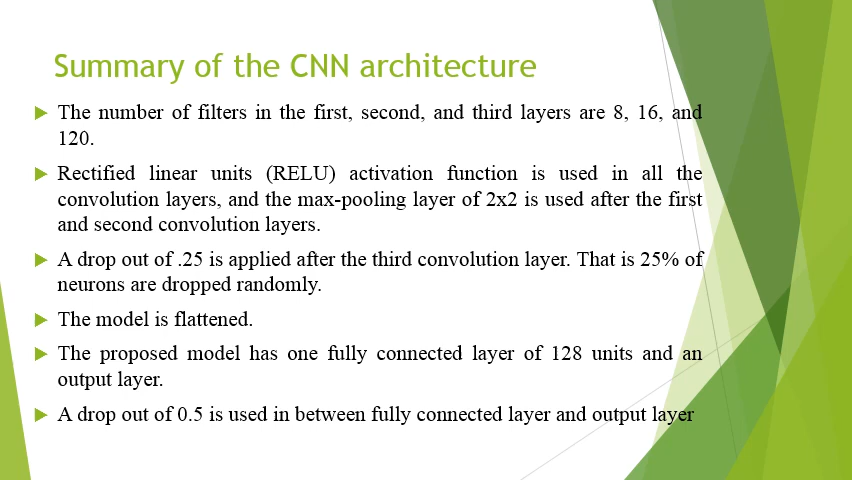 Summary of the CNN architecture
The number of filters in the first, second, and third layers are 8, 16, and
120.
Rectified linear units (RELU) activation function is used in all the
convolution layers, and the max-pooling layer of 2x2 is used after the first
and second convolution layers.
A drop out of .25 is applied after the third convolution layer. That is 25% of
neurons are dropped randomly.
The model is flattened.
The proposed model has one fully connected layer of 128 units and an
output layer.
A drop out of 0.5 is used in between fully connected layer and output layer